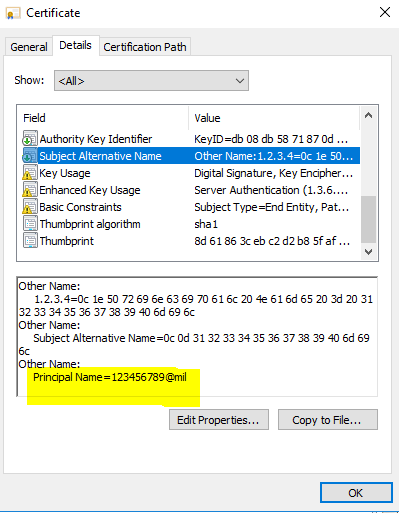 Certificate
General
Details
Certification Path
Show:
<All>
Field Value
Authority Key Identifier KeyID=db 08 db 58 71 87 0d ...
Subject Alternative Name Other Name:1.2.3.4=0c 1e 50...
Key Usage Digital Signature, Key Encipher...
Enhanced Key Usage Server Authentication (1.3.6....
Basic Constraints Subject Type=End Entity, Pat...
Thumbprint algorithm sha1
Thumbprint 8d 61 86 3c eb c2 d2 b8 5f af ...
Other Name:
1.2.3.4=0c 1e 50 72 69 6e 63 69 70 61 6c 20 4e 61 6d 65 20 3d 20 31
32 33 34 35 36 37 38 39 40 6d 69 6c
Other Name:
Subject Alternative Name=0c 0d 31 32 33 34 35 36 37 38 39 40 6d 69
6c
Other Name:
Principal Name=123456789@mil
Edit Properties...
Copy to File...
OK